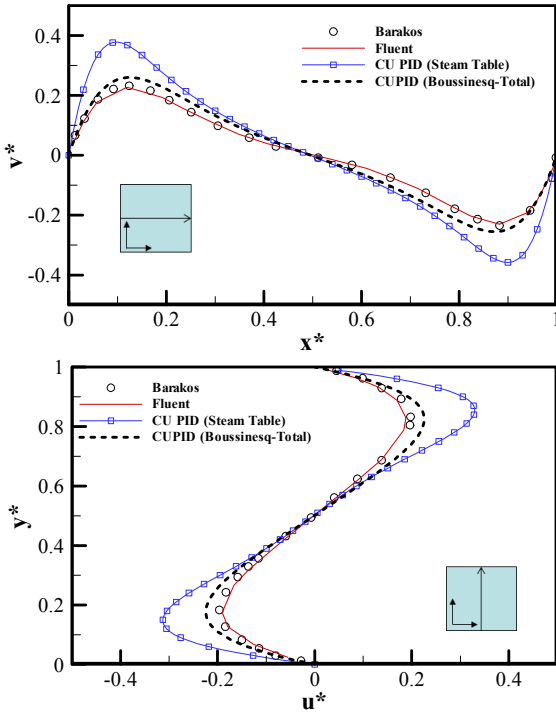 v*
0.4
0.2
0
-0.2
-0.4
Barakos
Fluent
CU PID (Steam Table)
CUPID (Boussinesq-Total)
0 0.2 0.4 0.6 0.8 1
x*
y*
1
0.8
0.6
0.4
0.2
0
Barakos
Fluent
CU PID (Steam Table)
CUPID (Boussinesq-Total)
-0.4 -0.2 0 0.2 0.4
u*